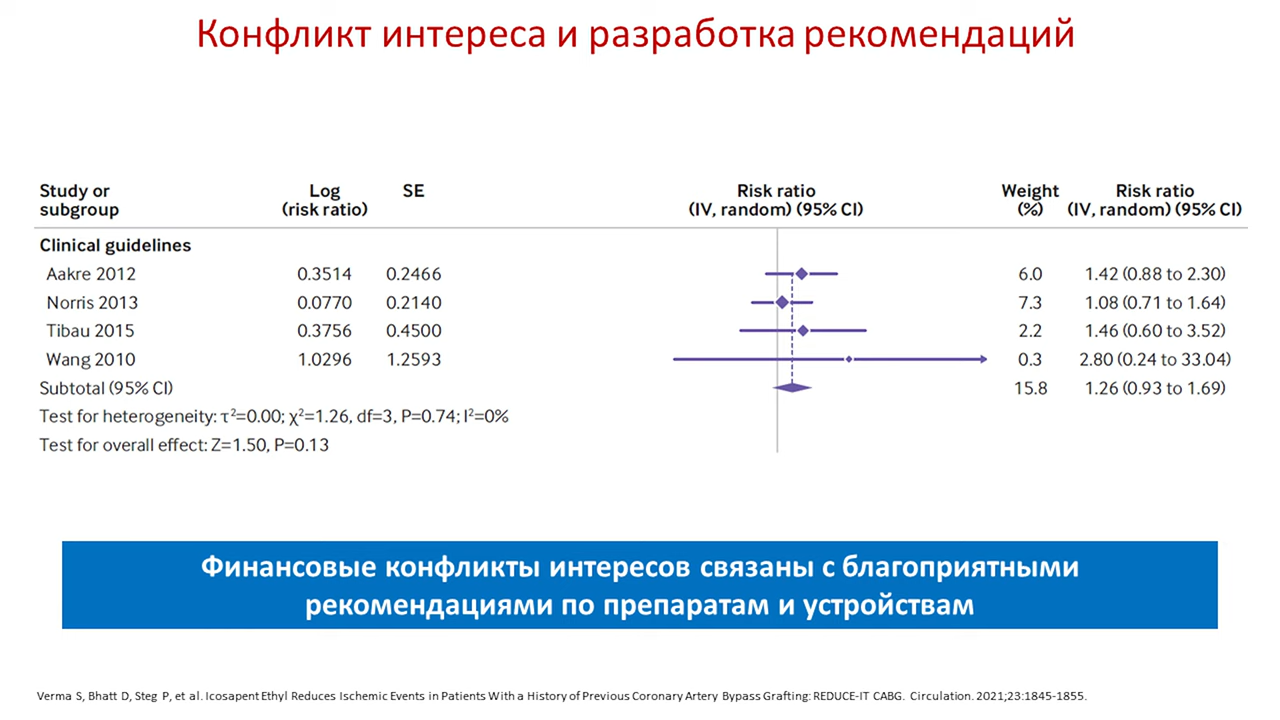 Конфликт интереса и разработка рекомендаций
Study or subgroup Log (risk ratio) SE Risk ratio (IV, random) (95% CI) Weight (%) Risk ratio (IV, random) (95% CI)
Clinical guidelines
Aakre 2012 0.3514 0.2466 6.0 1.42 (0.88 to 2.30)
Norris 2013 0.0770 0.2140 7.3 1.08 (0.71 to 1.64)
Tibau 2015 0.3756 0.4500 2.2 1.46 (0.60 to 3.52)
Wang 2010 1.0296 1.2593 0.3 2.80 (0.24 to 33.04)
Subtotal (95% CI) 15.8 1.26 (0.93 to 1.69)
Test for heterogeneity: τ²=0.00; χ²=1.26, df=3, P=0.74; I²=0%
Test for overall effect: Z=1.50, P=0.13
Финансовые конфликты интересов связаны с благоприятными
рекомендациями по препаратам и устройствам
Verma S, Bhatt D, Steg P, et al. Icosapent Ethyl Reduces Ischemic Events in Patients With a History of Previous Coronary Artery Bypass Grafting: REDUCE-IT CABG. Circulation. 2021;23:1845-1855.